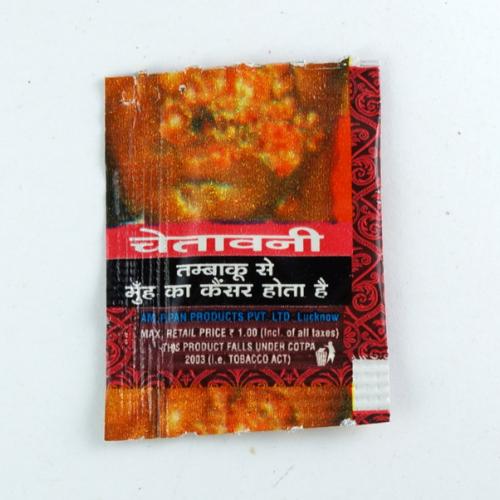 चेतावनी
तम्बाकू से
मुँह का कैंसर होता है
PRODUCTS PVT. LTD. Lucknow
MAX. RETAIL PRICE ₹ 1.00 (Incl. of all taxes)
THIS PRODUCT FALLS UNDER COTPA
2003 (i.e. TOBACCO ACT)